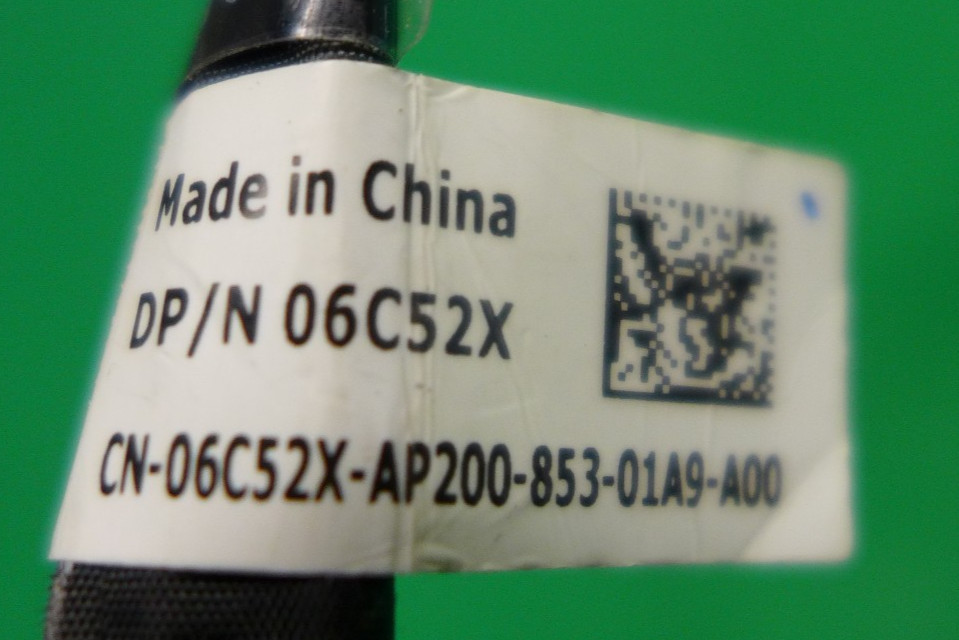 Made in China
DP/N 06C52X
CN-06C52X-AP200-853-01A9-A00